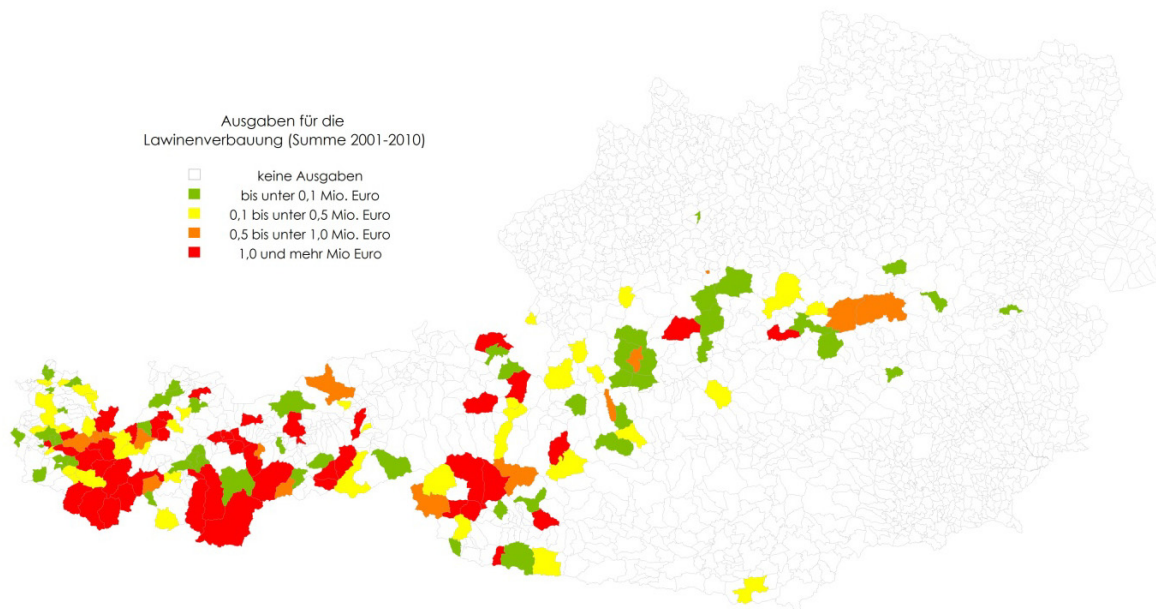 Ausgaben für die
Lawinenverbauung (Summe 2001-2010)
keine Ausgaben
bis unter 0,1 Mio. Euro
0,1 bis unter 0,5 Mio. Euro
0,5 bis unter 1,0 Mio. Euro
1,0 und mehr Mio Euro